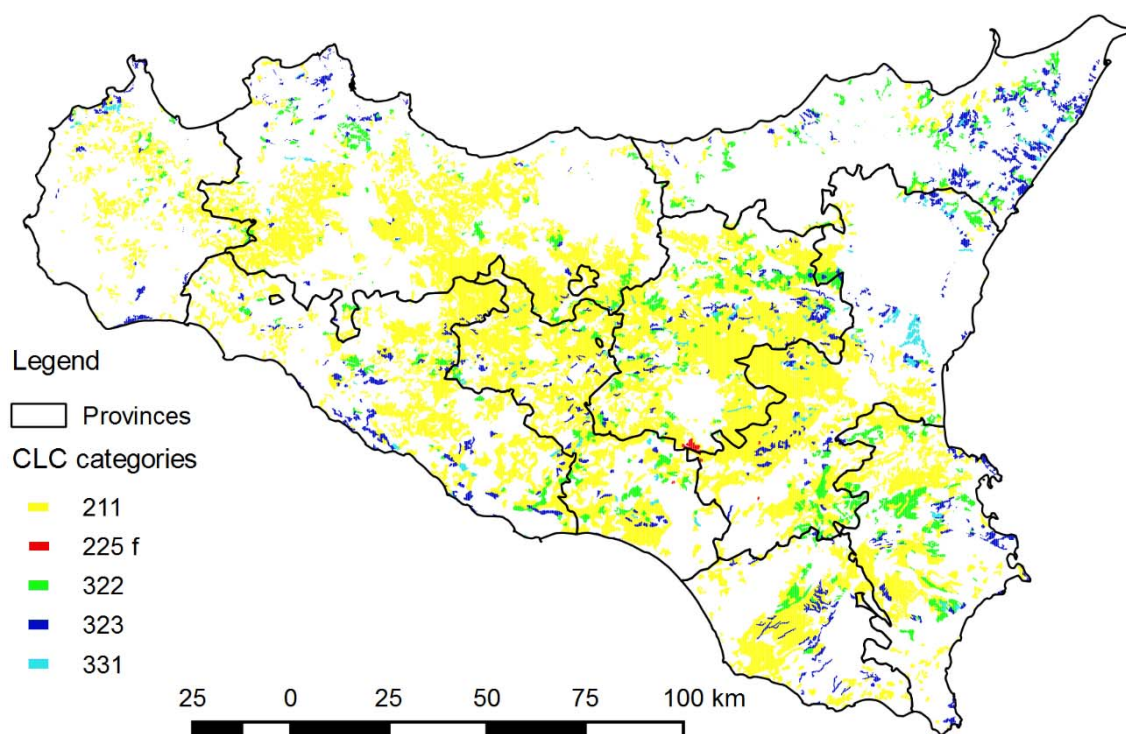 Legend
Provinces
CLC categories
211
225 f
322
323
331
25 0 25 50 75 100 km